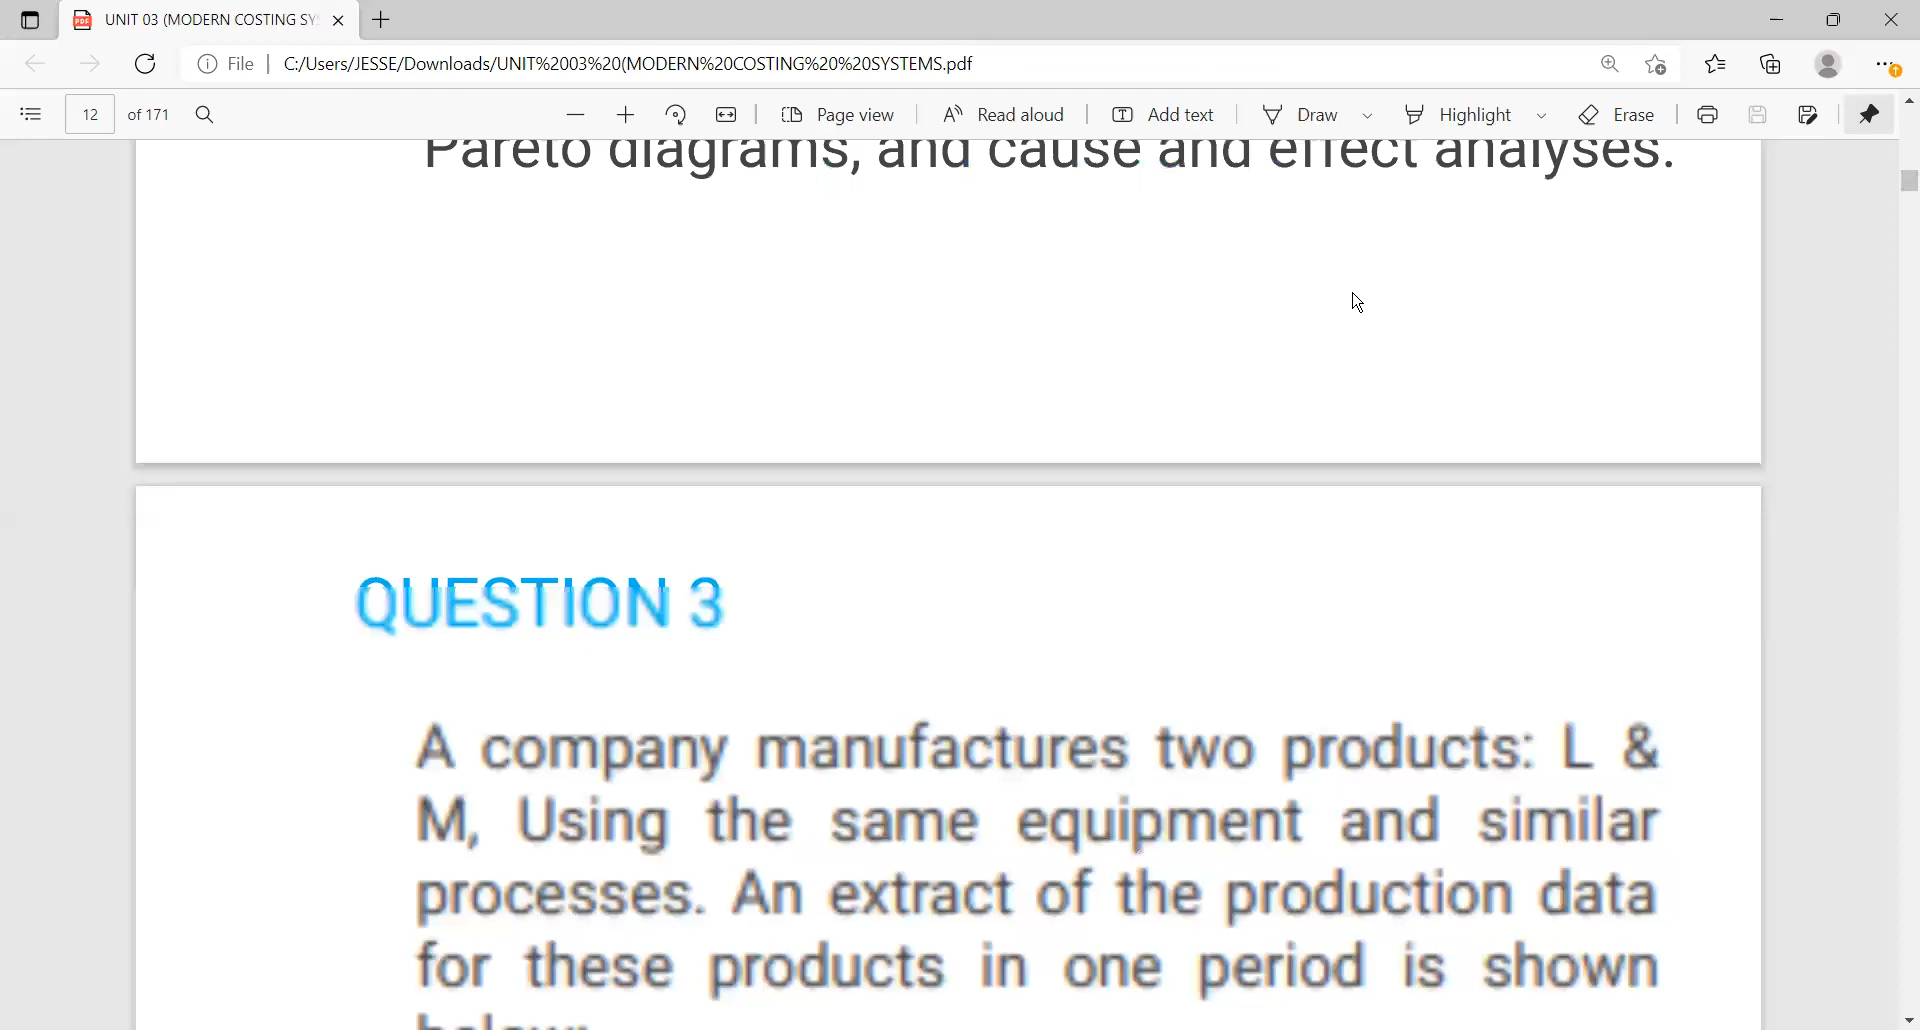 UNIT 03 (MODERN COSTING SY
File
C:/Users/JESSE/Downloads/UNIT%2003%20(MODERN%20COSTING%20%20SYSTEMS.pdf
12 of 171
Page view
Read aloud
Add text
Draw
Highlight
Erase
Pareto diagrams, and cause and effect analyses.
QUESTION 3
A company manufactures two products: L &
M, Using the same equipment and similar
processes. An extract of the production data
for these products in one period is shown